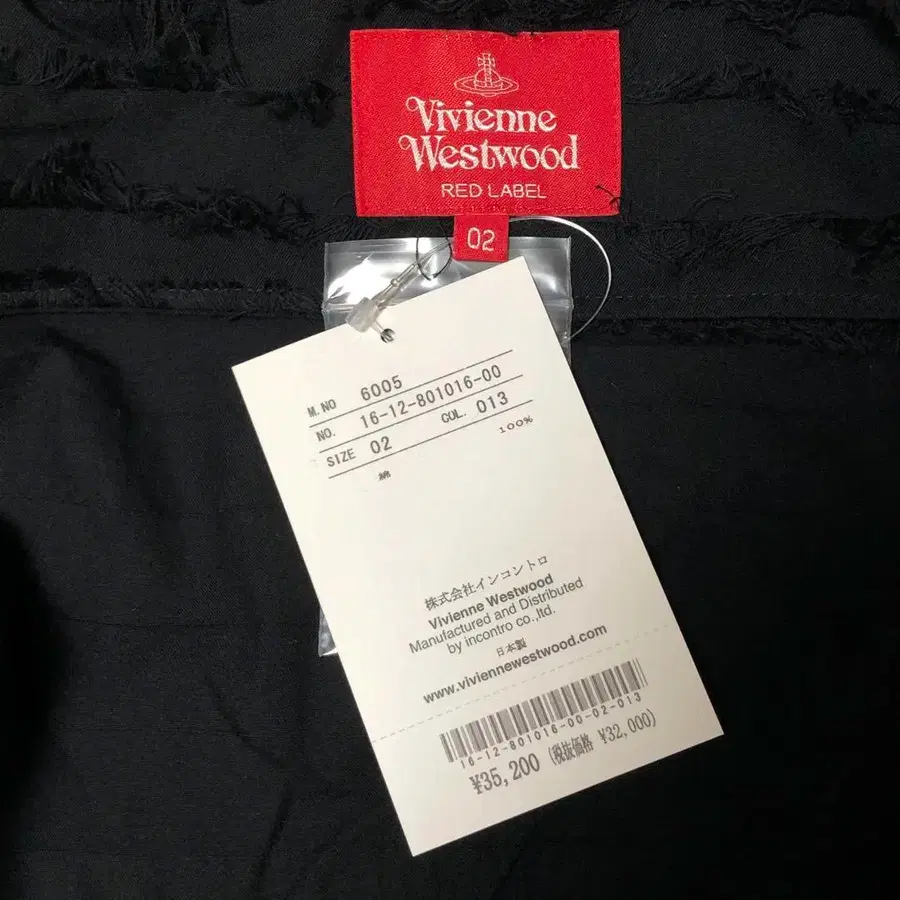 Vivienne
Westwood
RED LABEL
02
M.NO 6005
NO. 16-12-801016-00
SIZE 02 COL. 013
綿 100%
株式会社インコントロ
Vivienne Westwood
Manufactured and Distributed
by incontro co.,ltd.
日本製
www.viviennewestwood.com
16-12-801016-00-02-013
¥35,200 (税抜価格 ¥32,000)